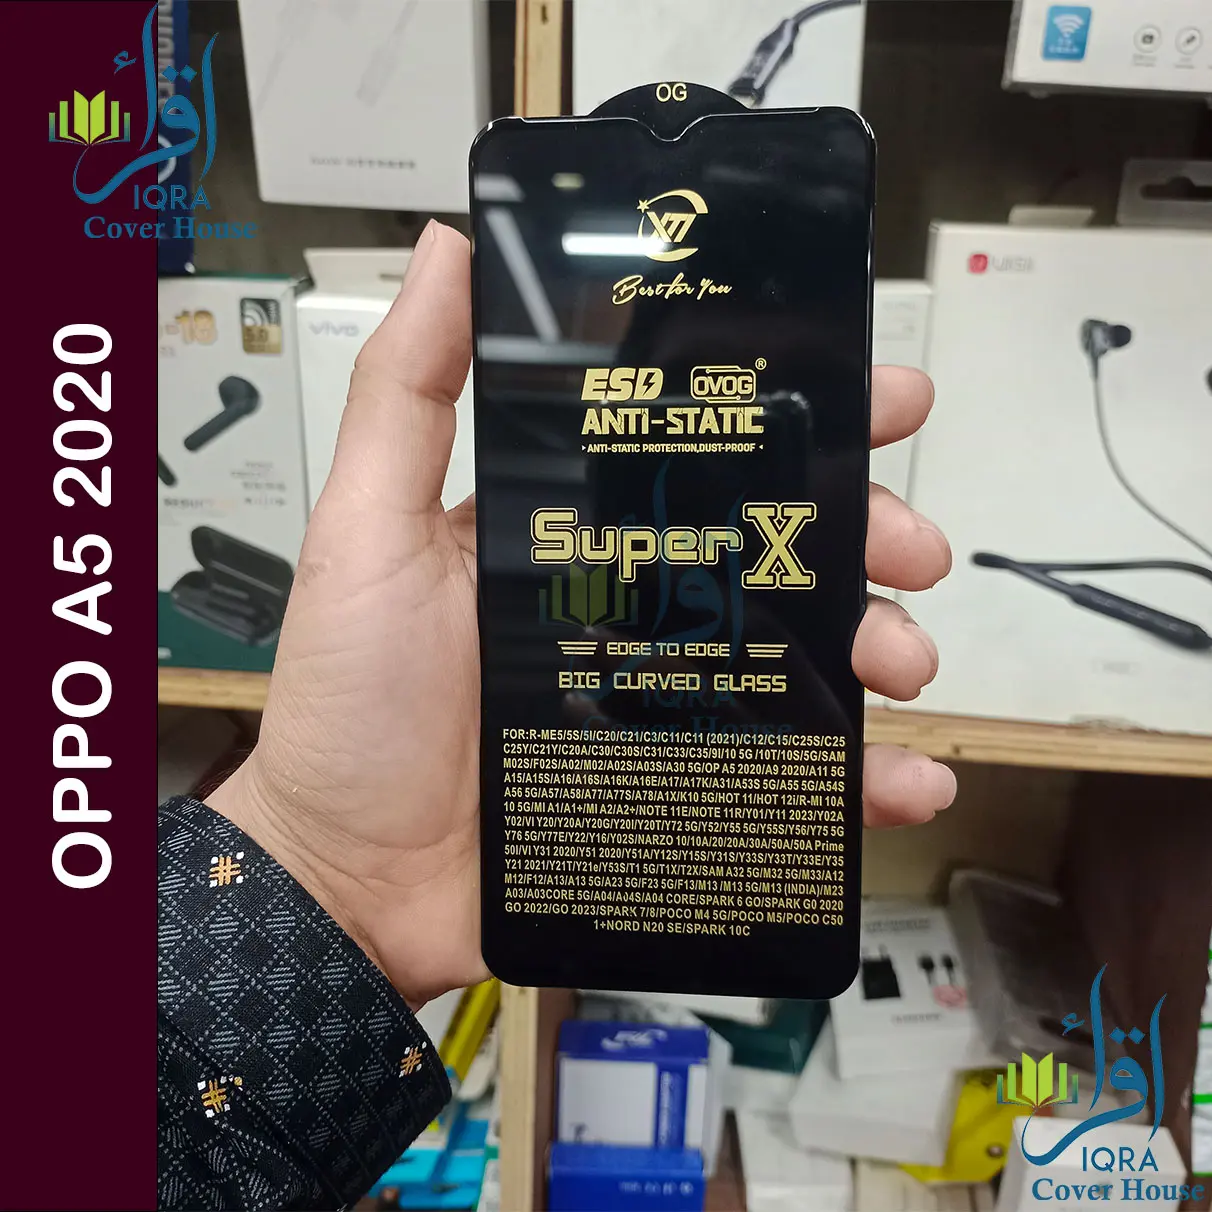 اقرأ
IQRA
Cover House
OPPO A5 2020
OG
Best for You
ESD OVOG®
ANTI-STATIC
ANTI-STATIC PROTECTION,DUST-PROOF
Super X
EDGE TO EDGE
BIG CURVED GLASS
اقرأ
IQRA
Cover House
FOR:R-ME5/5S/5I/C20/C21/C3/C11/C11 (2021)/C12/C15/C25S/C25
C25Y/C21Y/C20A/C30/C30S/C31/C33/C35/9I/10 5G /10T/10S/5G/SAM
M02S/F02S/A02/M02/A02S/A03S/A30 5G/OP A5 2020/A9 2020/A11 5G
A15/A15S/A16/A16S/A16K/A16E/A17/A17K/A31/A53S 5G/A55 5G/A54S
A56 5G/A57/A58/A77/A77S/A78/A1X/K10 5G/HOT 11/HOT 12i/R-MI 10A
10 5G/MI A1/A1+/MI A2/A2+/NOTE 11E/NOTE 11R/Y01/Y11 2023/Y02A
Y02/VI Y20/Y20A/Y20G/Y20I/Y20T/Y72 5G/Y52/Y55 5G/Y55S/Y56/Y75 5G
Y76 5G/Y77E/Y22/Y16/Y02S/NARZO 10/10A/20/20A/30A/50A/50A Prime
50I/VI Y31 2020/Y51 2020/Y51A/Y12S/Y15S/Y31S/Y33S/Y33T/Y33E/Y35
Y21 2021/Y21T/Y21e/Y53S/T1 5G/T1X/T2X/SAM A32 5G/M32 5G/M33/A12
M12/F12/A13/A13 5G/A23 5G/F23 5G/F13/M13 /M13 5G/M13 (INDIA)/M23
A03/A03CORE 5G/A04/A04S/A04 CORE/SPARK 6 GO/SPARK G0 2020
GO 2022/GO 2023/SPARK 7/8/POCO M4 5G/POCO M5/POCO C50
1+NORD N20 SE/SPARK 10C
vivo
5.0
اقرأ
IQRA
Cover House